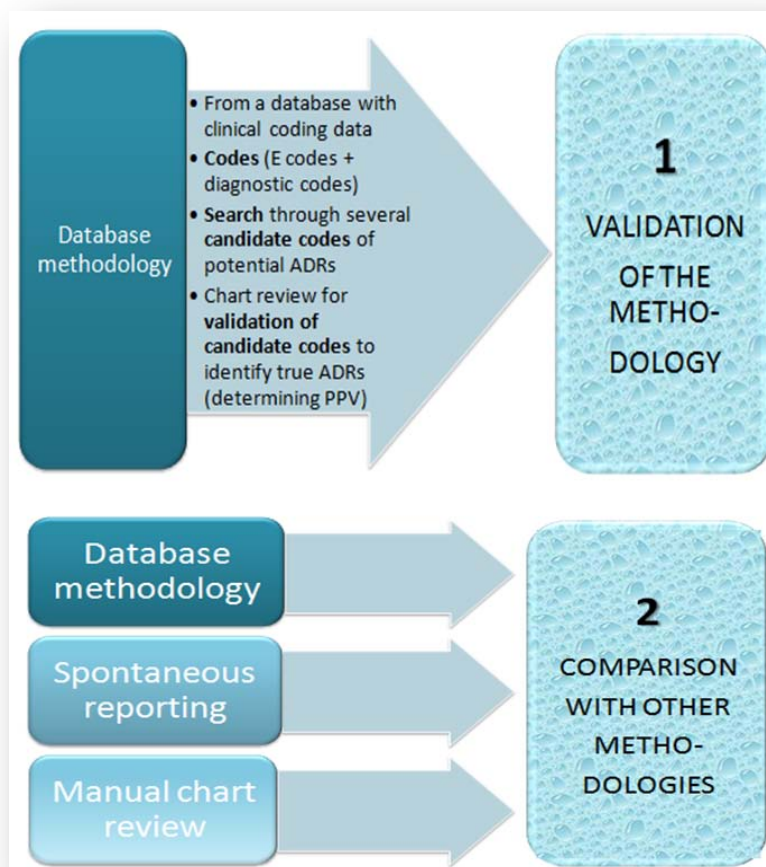 Database
methodology
• From a database with
clinical coding data
• Codes (E codes +
diagnostic codes)
• Search through several
candidate codes of
potential ADRs
• Chart review for
validation of
candidate codes to
identify true ADRs
(determining PPV)
1
VALIDATION
OF THE
METHO-
DOLOGY
Database
methodology
Spontaneous
reporting
Manual chart
review
2
COMPARISON
WITH OTHER
METHO-
DOLOGIES